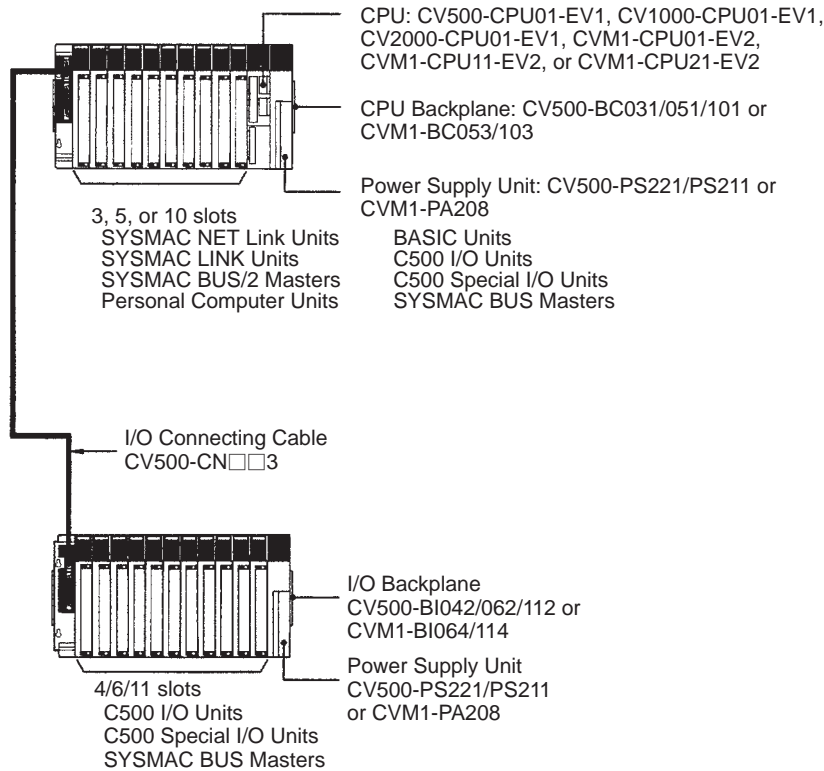 CPU: CV500-CPU01-EV1, CV1000-CPU01-EV1,
CV2000-CPU01-EV1, CVM1-CPU01-EV2,
CVM1-CPU11-EV2, or CVM1-CPU21-EV2
CPU Backplane: CV500-BC031/051/101 or
CVM1-BC053/103
Power Supply Unit: CV500-PS221/PS211 or
CVM1-PA208
3, 5, or 10 slots
SYSMAC NET Link Units
SYSMAC LINK Units
SYSMAC BUS/2 Masters
Personal Computer Units
BASIC Units
C500 I/O Units
C500 Special I/O Units
SYSMAC BUS Masters
I/O Connecting Cable
CV500-CN□□3
I/O Backplane
CV500-BI042/062/112 or
CVM1-BI064/114
Power Supply Unit
CV500-PS221/PS211
or CVM1-PA208
4/6/11 slots
C500 I/O Units
C500 Special I/O Units
SYSMAC BUS Masters